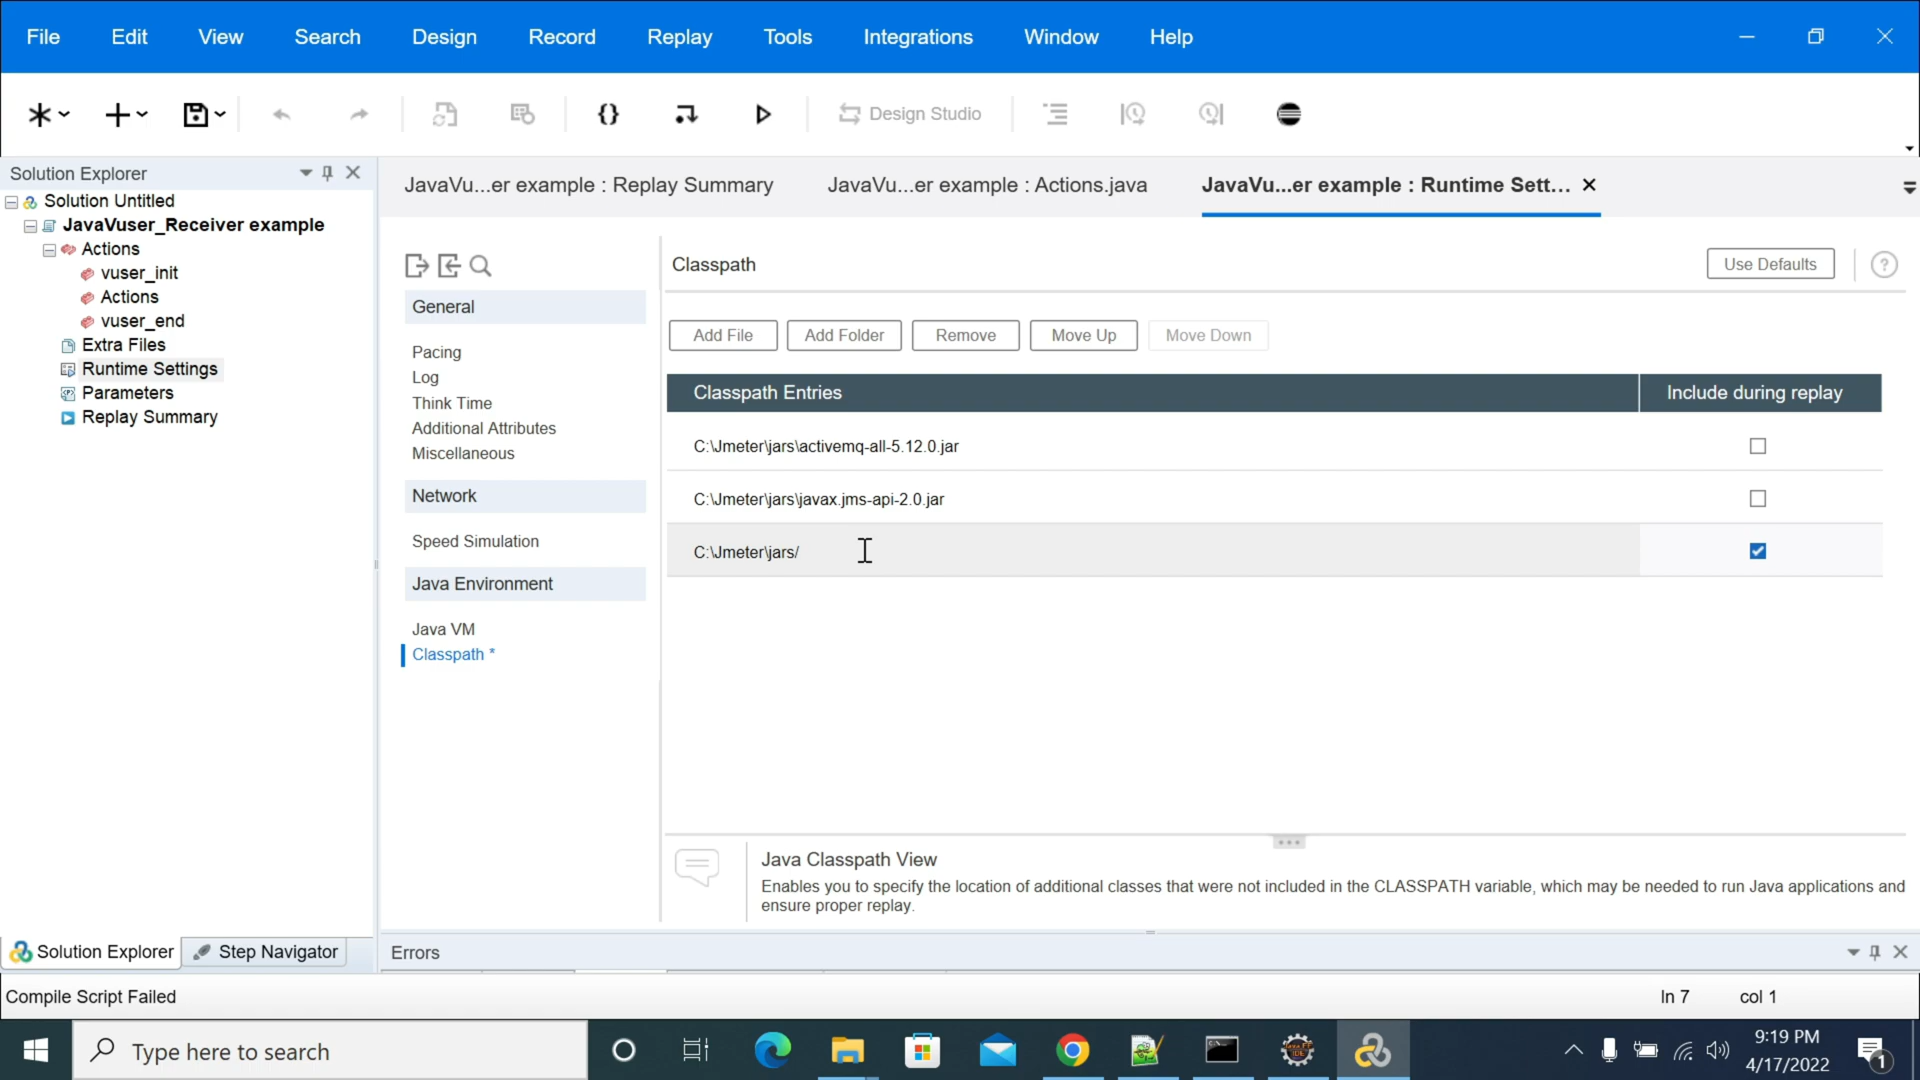 File Edit View Search Design Record Replay Tools Integrations Window Help
Design Studio
Solution Explorer
Solution Untitled
JavaVuser_Receiver example
Actions
vuser_init
Actions
vuser_end
Extra Files
Runtime Settings
Parameters
Replay Summary
Solution Explorer Step Navigator
JavaVu...er example : Replay Summary JavaVu...er example : Actions.java JavaVu...er example : Runtime Sett...
General
Pacing
Log
Think Time
Additional Attributes
Miscellaneous
Network
Speed Simulation
Java Environment
Java VM
Classpath *
Classpath Use Defaults ?
Add File Add Folder Remove Move Up Move Down
Classpath Entries Include during replay
C:\Jmeter\jars\activemq-all-5.12.0.jar
C:\Jmeter\jars\javax.jms-api-2.0.jar
C:\Jmeter\jars/
Java Classpath View
Enables you to specify the location of additional classes that were not included in the CLASSPATH variable, which may be needed to run Java applications and
ensure proper replay.
Errors
Compile Script Failed ln 7 col 1
Type here to search
9:19 PM
4/17/2022
1